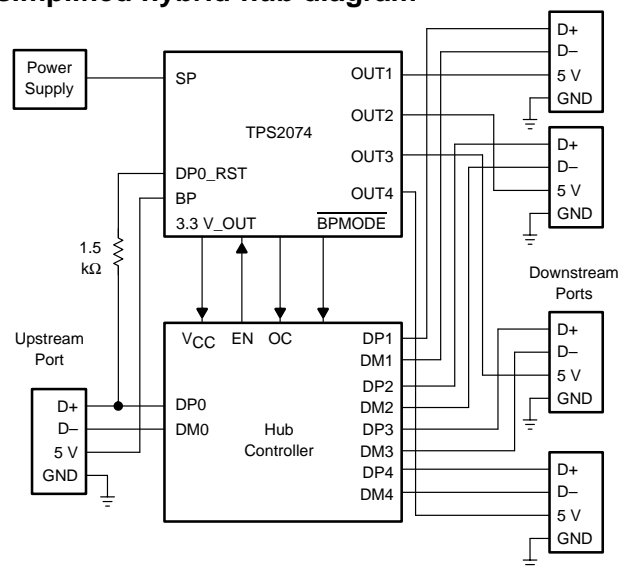 simplified hybrid hub diagram
Power
Supply
SP
TPS2074
DP0_RST
BP
3.3 V_OUT
BPMODE
OUT1
OUT2
OUT3
OUT4
1.5
kΩ
D+
D–
5 V
GND
D+
D–
5 V
GND
Downstream
Ports
D+
D–
5 V
GND
D+
D–
5 V
GND
Upstream
Port
D+
D–
5 V
GND
VCC EN OC
DP0
DM0
Hub
Controller
DP1
DM1
DP2
DM2
DP3
DM3
DP4
DM4